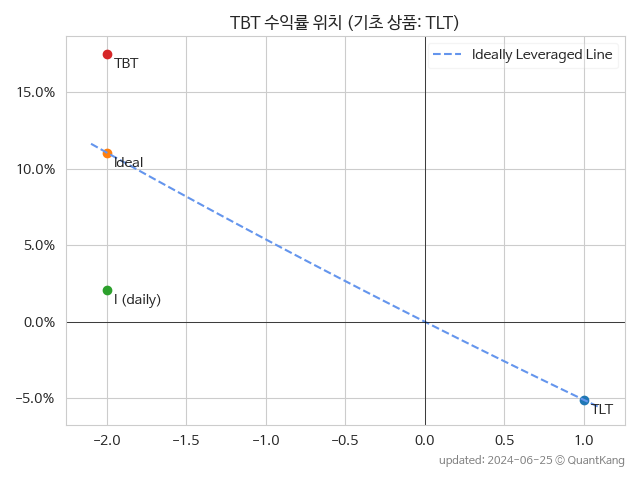 TBT 수익률 위치 (기초 상품: TLT)
Ideally Leveraged Line
TBT
Ideal
I (daily)
TLT
15.0%
10.0%
5.0%
0.0%
−5.0%
−2.0
−1.5
−1.0
−0.5
0.0
0.5
1.0
updated: 2024-06-25 © QuantKang